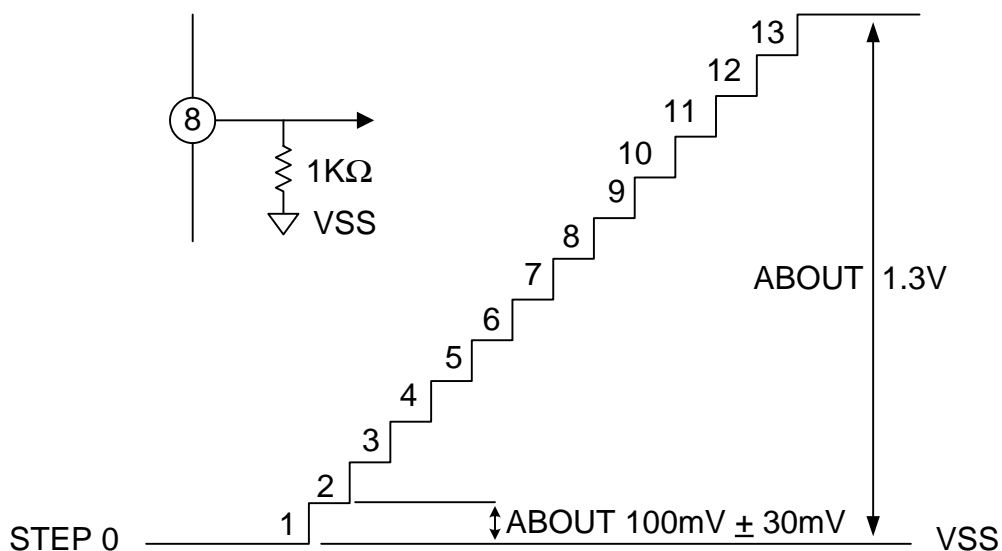 13
12
11
10
9
8
7
6
5
4
3
2
1
8
1KΩ
VSS
ABOUT 1.3V
ABOUT 100mV ± 30mV
STEP 0
VSS